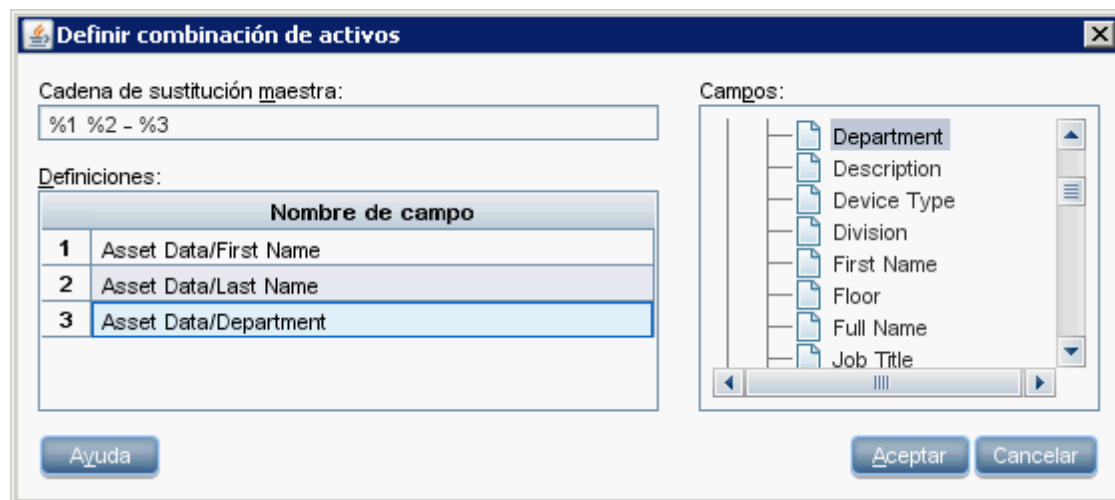 Definir combinación de activos
Cadena de sustitución maestra:
%1 %2 – %3
Definiciones:
Nombre de campo
1 Asset Data/First Name
2 Asset Data/Last Name
3 Asset Data/Department
Campos:
Department
Description
Device Type
Division
First Name
Floor
Full Name
Job Title
Ayuda
Aceptar
Cancelar